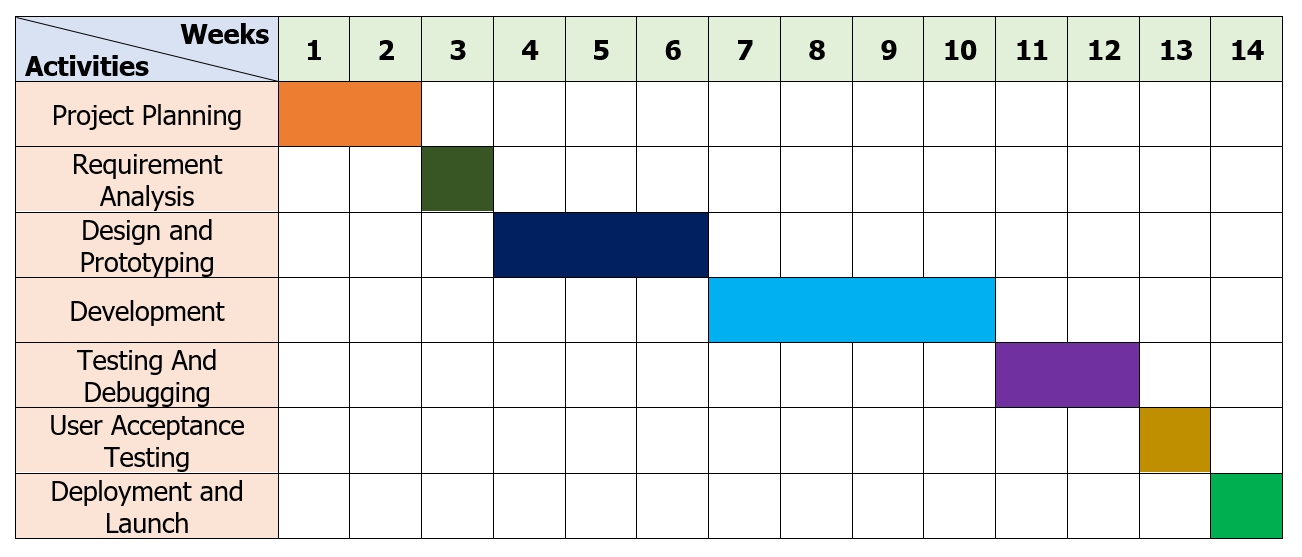 Weeks
Activities
1 2 3 4 5 6 7 8 9 10 11 12 13 14
Project Planning
Requirement
Analysis
Design and
Prototyping
Development
Testing And
Debugging
User Acceptance
Testing
Deployment and
Launch